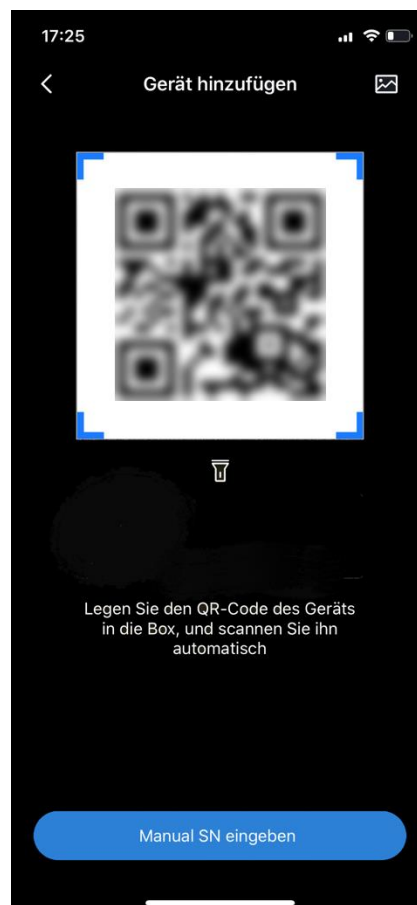 17:25
Gerät hinzufügen
Legen Sie den QR-Code des Geräts
in die Box, und scannen Sie ihn
automatisch
Manual SN eingeben